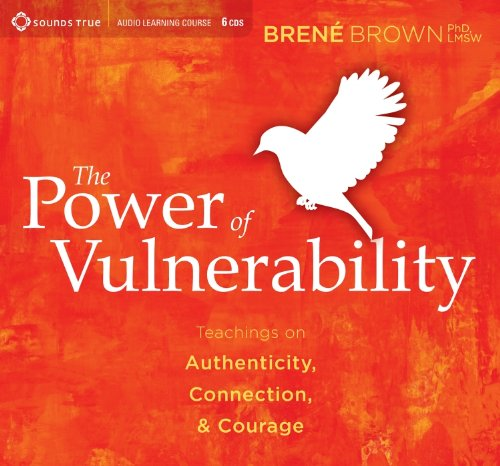 sounds true | AUDIO LEARNING COURSE 6 CDS
BRENÉ BROWN PhD, LMSW
The
Power of
Vulnerability
Teachings on
Authenticity,
Connection,
& Courage